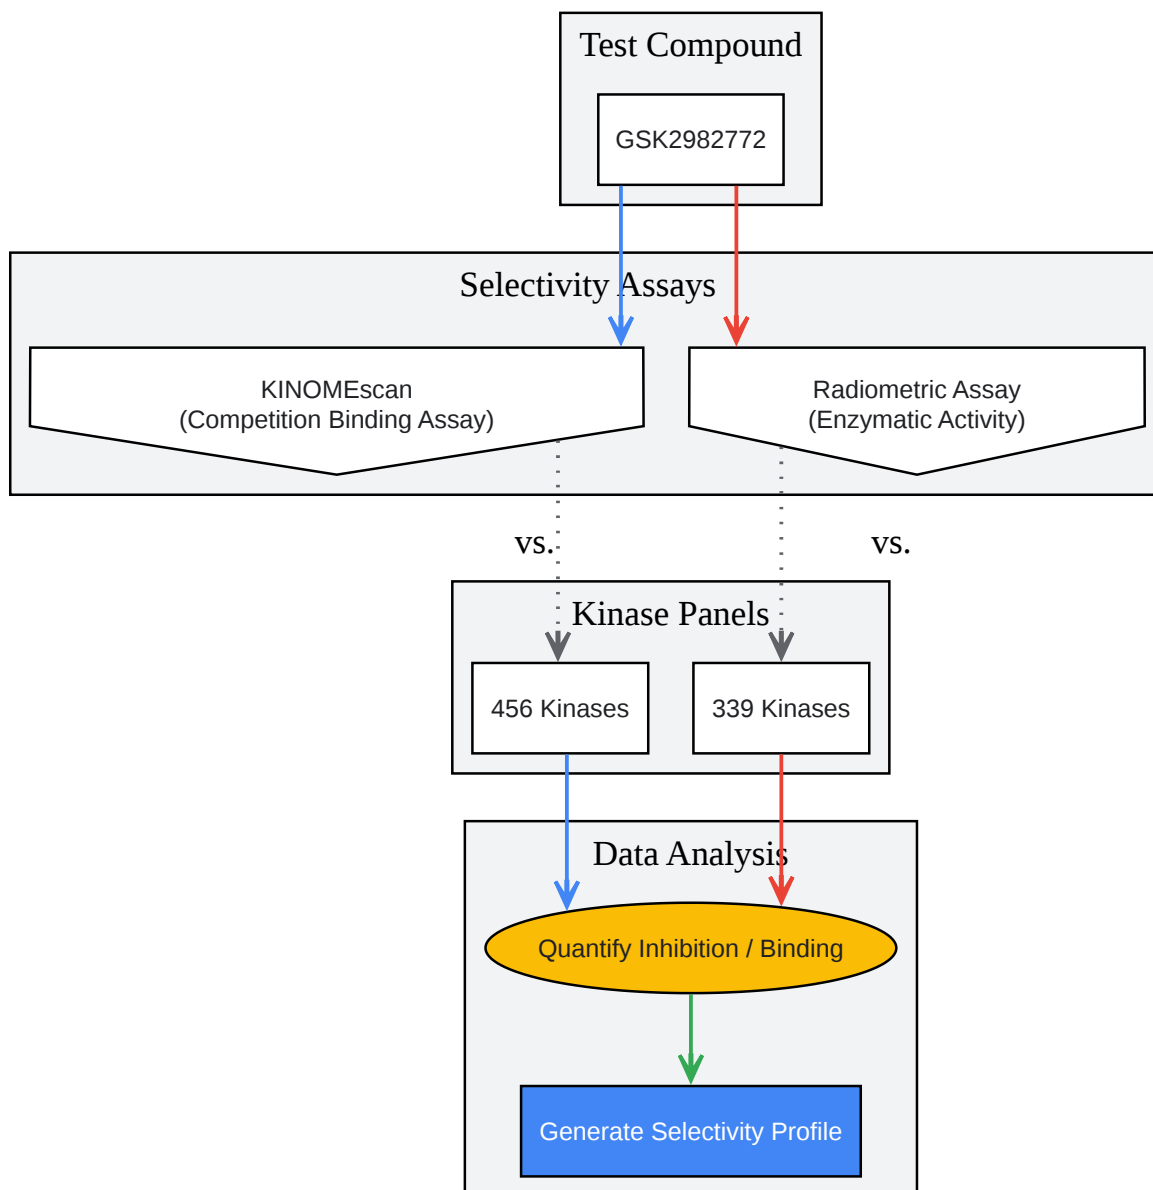 Test Compound
GSK2982772
Selectivity Assays
KINOMEscan
(Competition Binding Assay)
Radiometric Assay
(Enzymatic Activity)
vs.
vs.
Kinase Panels
456 Kinases
339 Kinases
Data Analysis
Quantify Inhibition / Binding
Generate Selectivity Profile